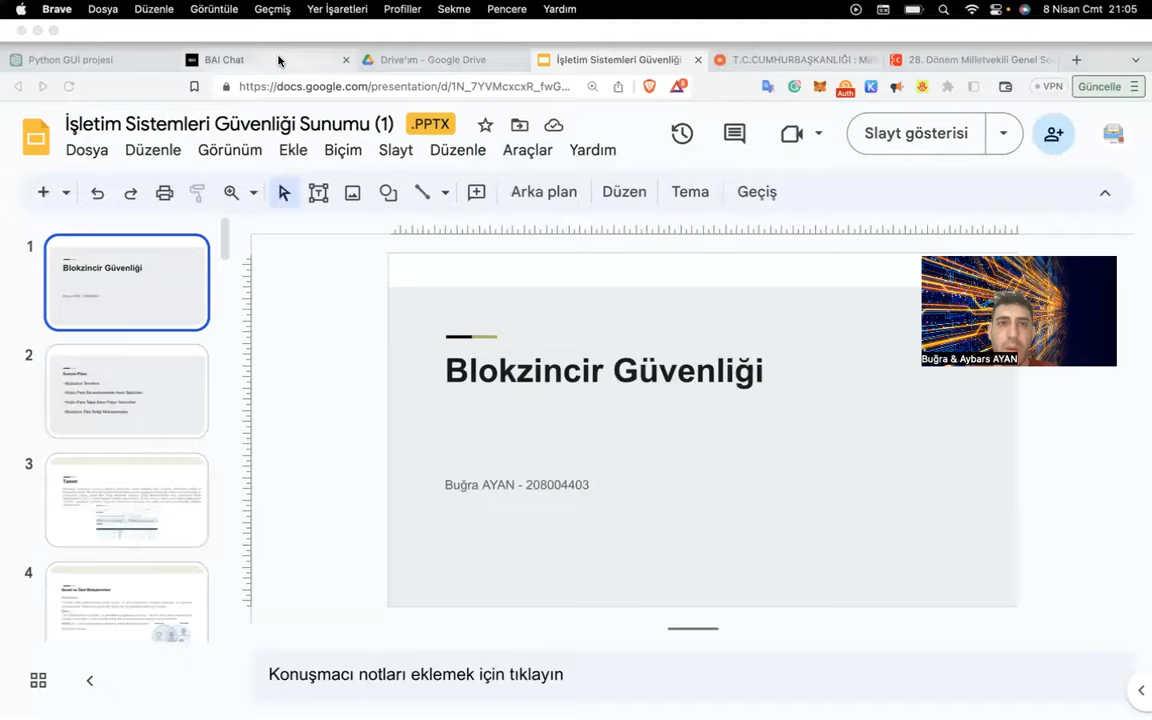 Brave Dosya Düzenle Görüntüle Geçmiş Yer İşaretleri Profiller Sekme Pencere Yardım 8 Nisan Cmt 21:05
Python GUI projesi BAI Chat Drive'ım - Google Drive İşletim Sistemleri Güvenliği T.C.CUMHURBAŞKANLIĞI : Mil 28. Dönem Milletvekili Genel Se
https://docs.google.com/presentation/d/1N_7YVMcxcxR_fwG... Auth VPN Güncelle
İşletim Sistemleri Güvenliği Sunumu (1) .PPTX
Slayt gösterisi
Dosya Düzenle Görünüm Ekle Biçim Slayt Düzenle Araçlar Yardım
Arka plan Düzen Tema Geçiş
1
Blokzincir Güvenliği
2
Sunum Planı
3
Tanım
4
Blokzincir Güvenliği
Buğra AYAN - 208004403
Buğra & Aybars AYAN
Konuşmacı notları eklemek için tıklayın